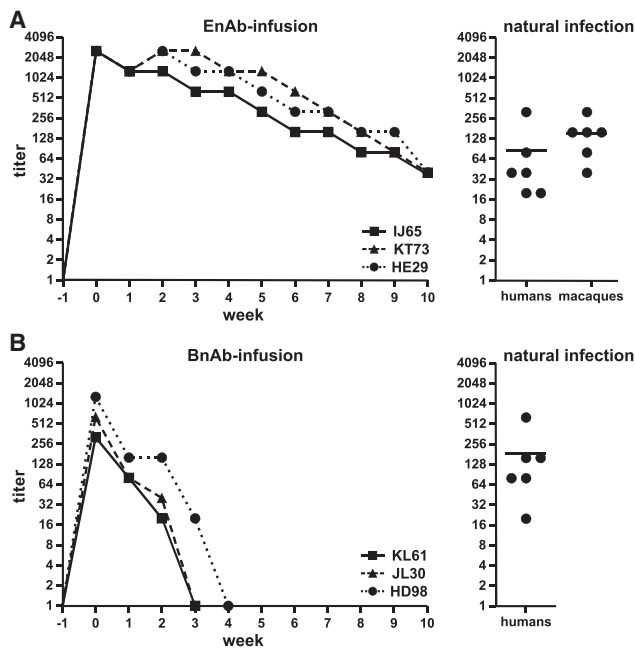 A
EnAb-infusion
natural infection
4096
2048
1024
512
256
128
64
32
16
8
4
2
1
titer
-1 0 1 2 3 4 5 6 7 8 9 10
week
IJ65
KT73
HE29
4096
2048
1024
512
256
128
64
32
16
8
4
2
1
humans macaques
B
BnAb-infusion
natural infection
4096
2048
1024
512
256
128
64
32
16
8
4
2
1
titer
-1 0 1 2 3 4 5 6 7 8 9 10
week
KL61
JL30
HD98
4096
2048
1024
512
256
128
64
32
16
8
4
2
1
humans